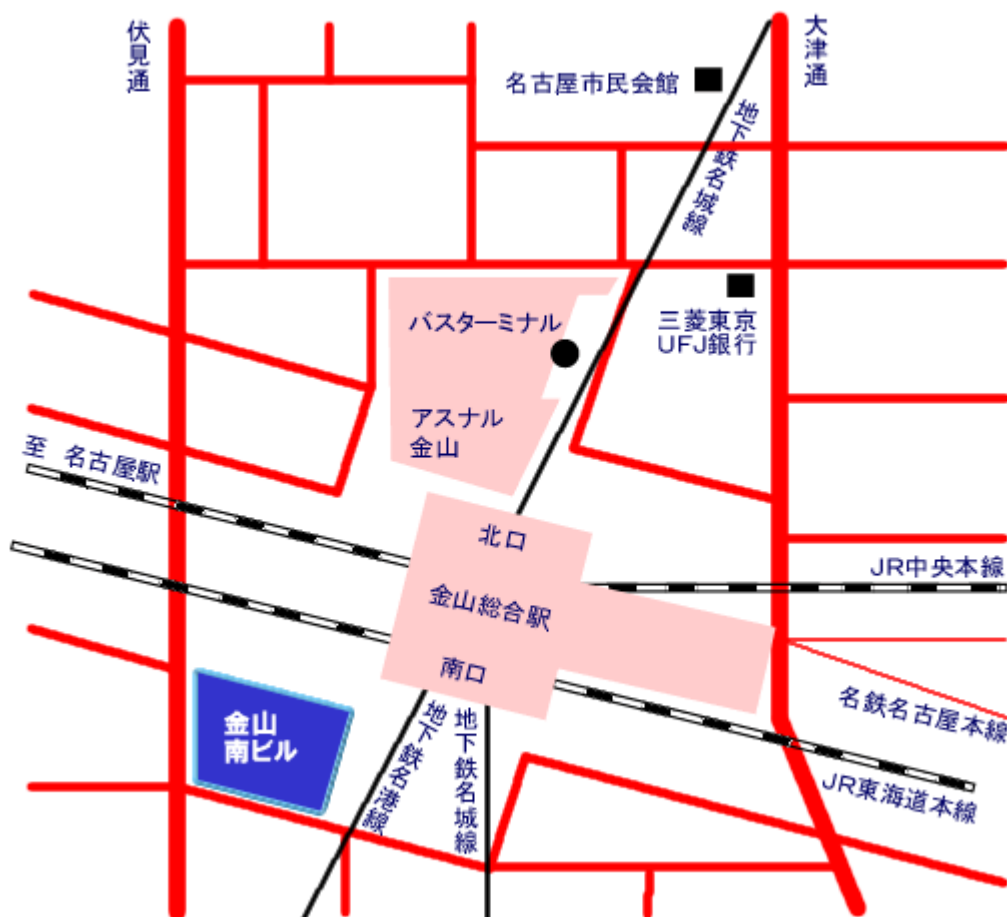 伏見通
大津通
名古屋市民会館
地下鉄名城線
バスターミナル
三菱東京
UFJ銀行
アスナル
金山
至 名古屋駅
北口
JR中央本線
金山総合駅
南口
名鉄名古屋本線
金山
南ビル
地下鉄名港線
地下鉄名城線
JR東海道本線